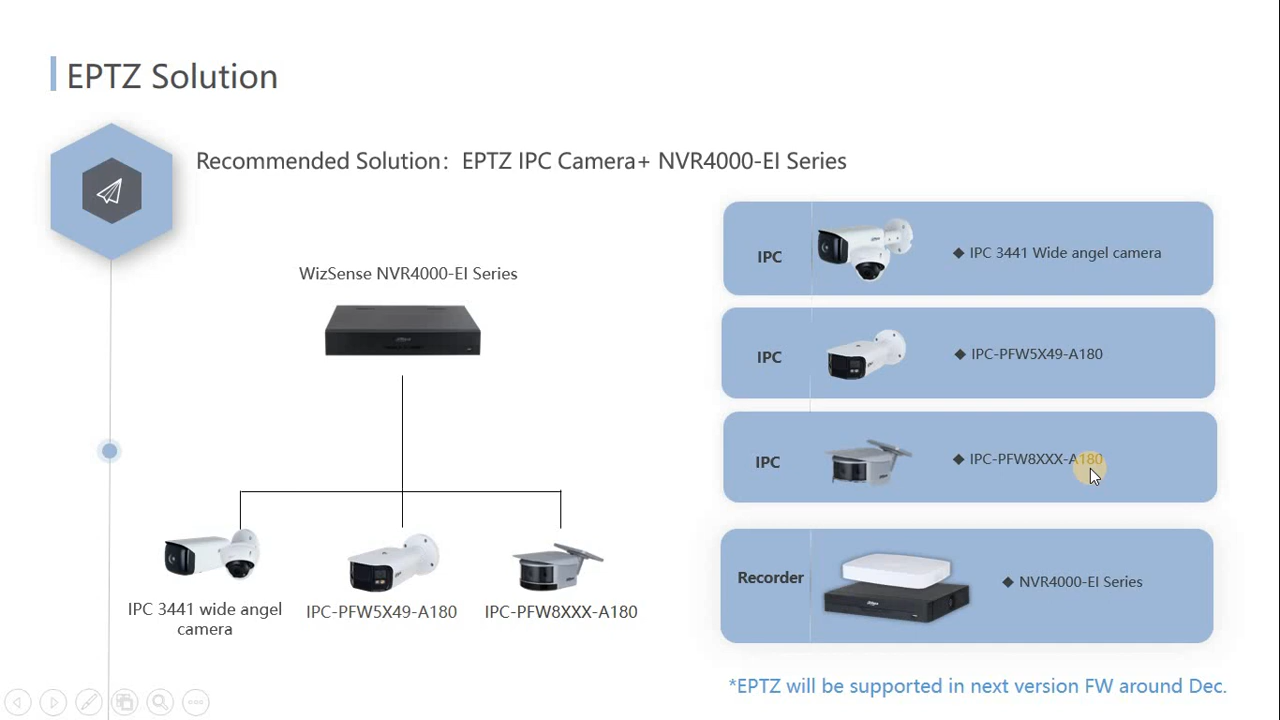 EPTZ Solution
Recommended Solution: EPTZ IPC Camera+ NVR4000-EI Series
WizSense NVR4000-EI Series
IPC 3441 wide angel
camera
IPC-PFW5X49-A180
IPC-PFW8XXX-A180
IPC
◆ IPC 3441 Wide angel camera
IPC
◆ IPC-PFW5X49-A180
IPC
◆ IPC-PFW8XXX-A180
Recorder
◆ NVR4000-EI Series
*EPTZ will be supported in next version FW around Dec.